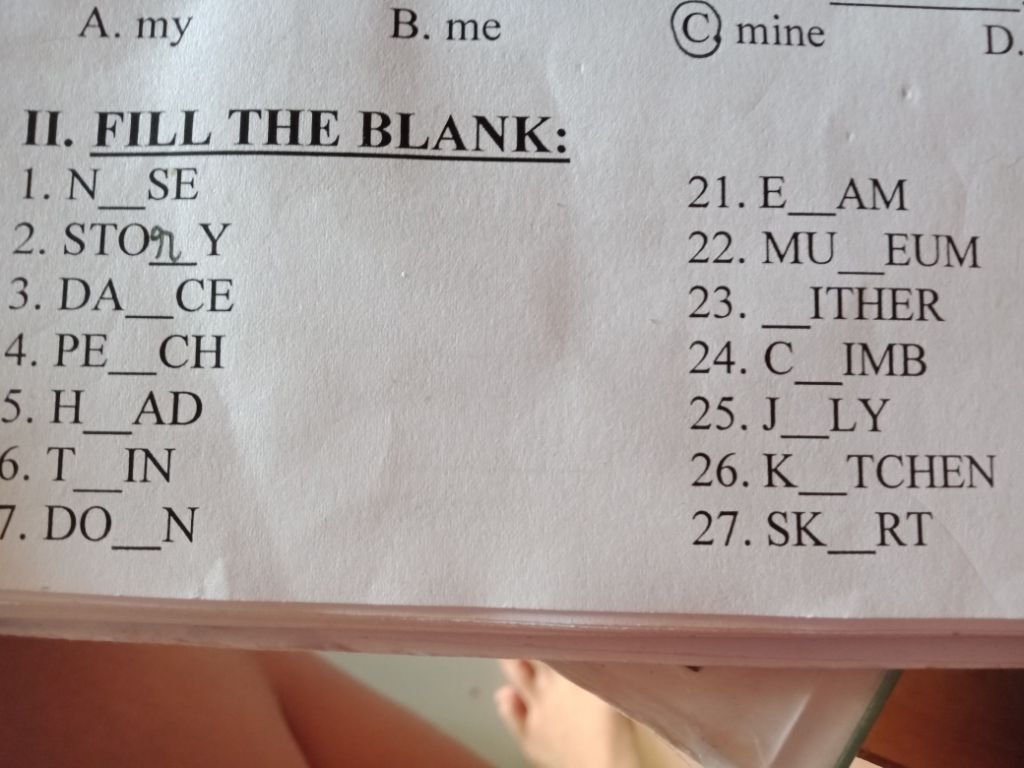 A. my B. me C. mine D.
II. FILL THE BLANK:
1. N__SE
2. STOrY
3. DA__CE
4. PE__CH
5. H__AD
6. T__IN
7. DO__N
21. E__AM
22. MU__EUM
23. __ITHER
24. C__IMB
25. J__LY
26. K__TCHEN
27. SK__RT